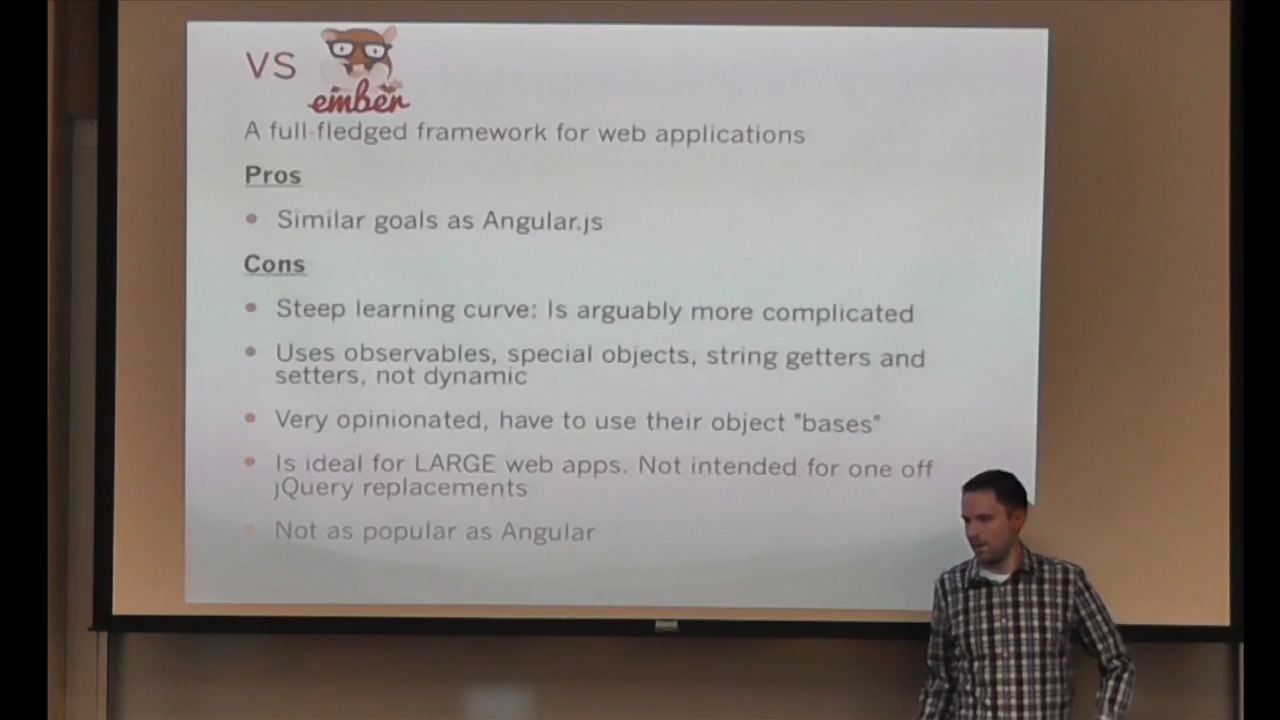 VS
ember
A full-fledged framework for web applications
Pros
• Similar goals as Angular.js
Cons
• Steep learning curve: Is arguably more complicated
• Uses observables, special objects, string getters and
setters, not dynamic
• Very opinionated, have to use their object "bases"
• Is ideal for LARGE web apps. Not intended for one off
jQuery replacements
• Not as popular as Angular